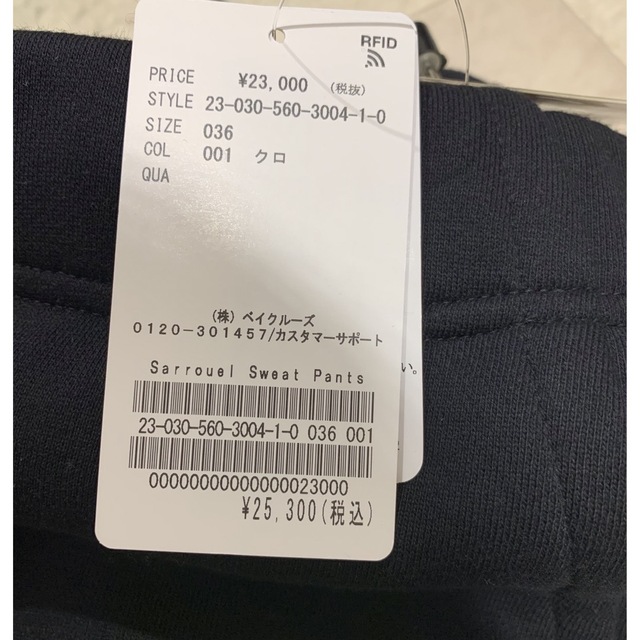 RFID
PRICE ¥23,000 (税抜)
STYLE 23-030-560-3004-1-0
SIZE 036
COL 001 クロ
QUA
(株) ベイクルーズ
0120-301457/カスタマーサポート
い。
Sarrouel Sweat Pants
23-030-560-3004-1-0 036 001
00000000000000023000
¥25,300(税込)